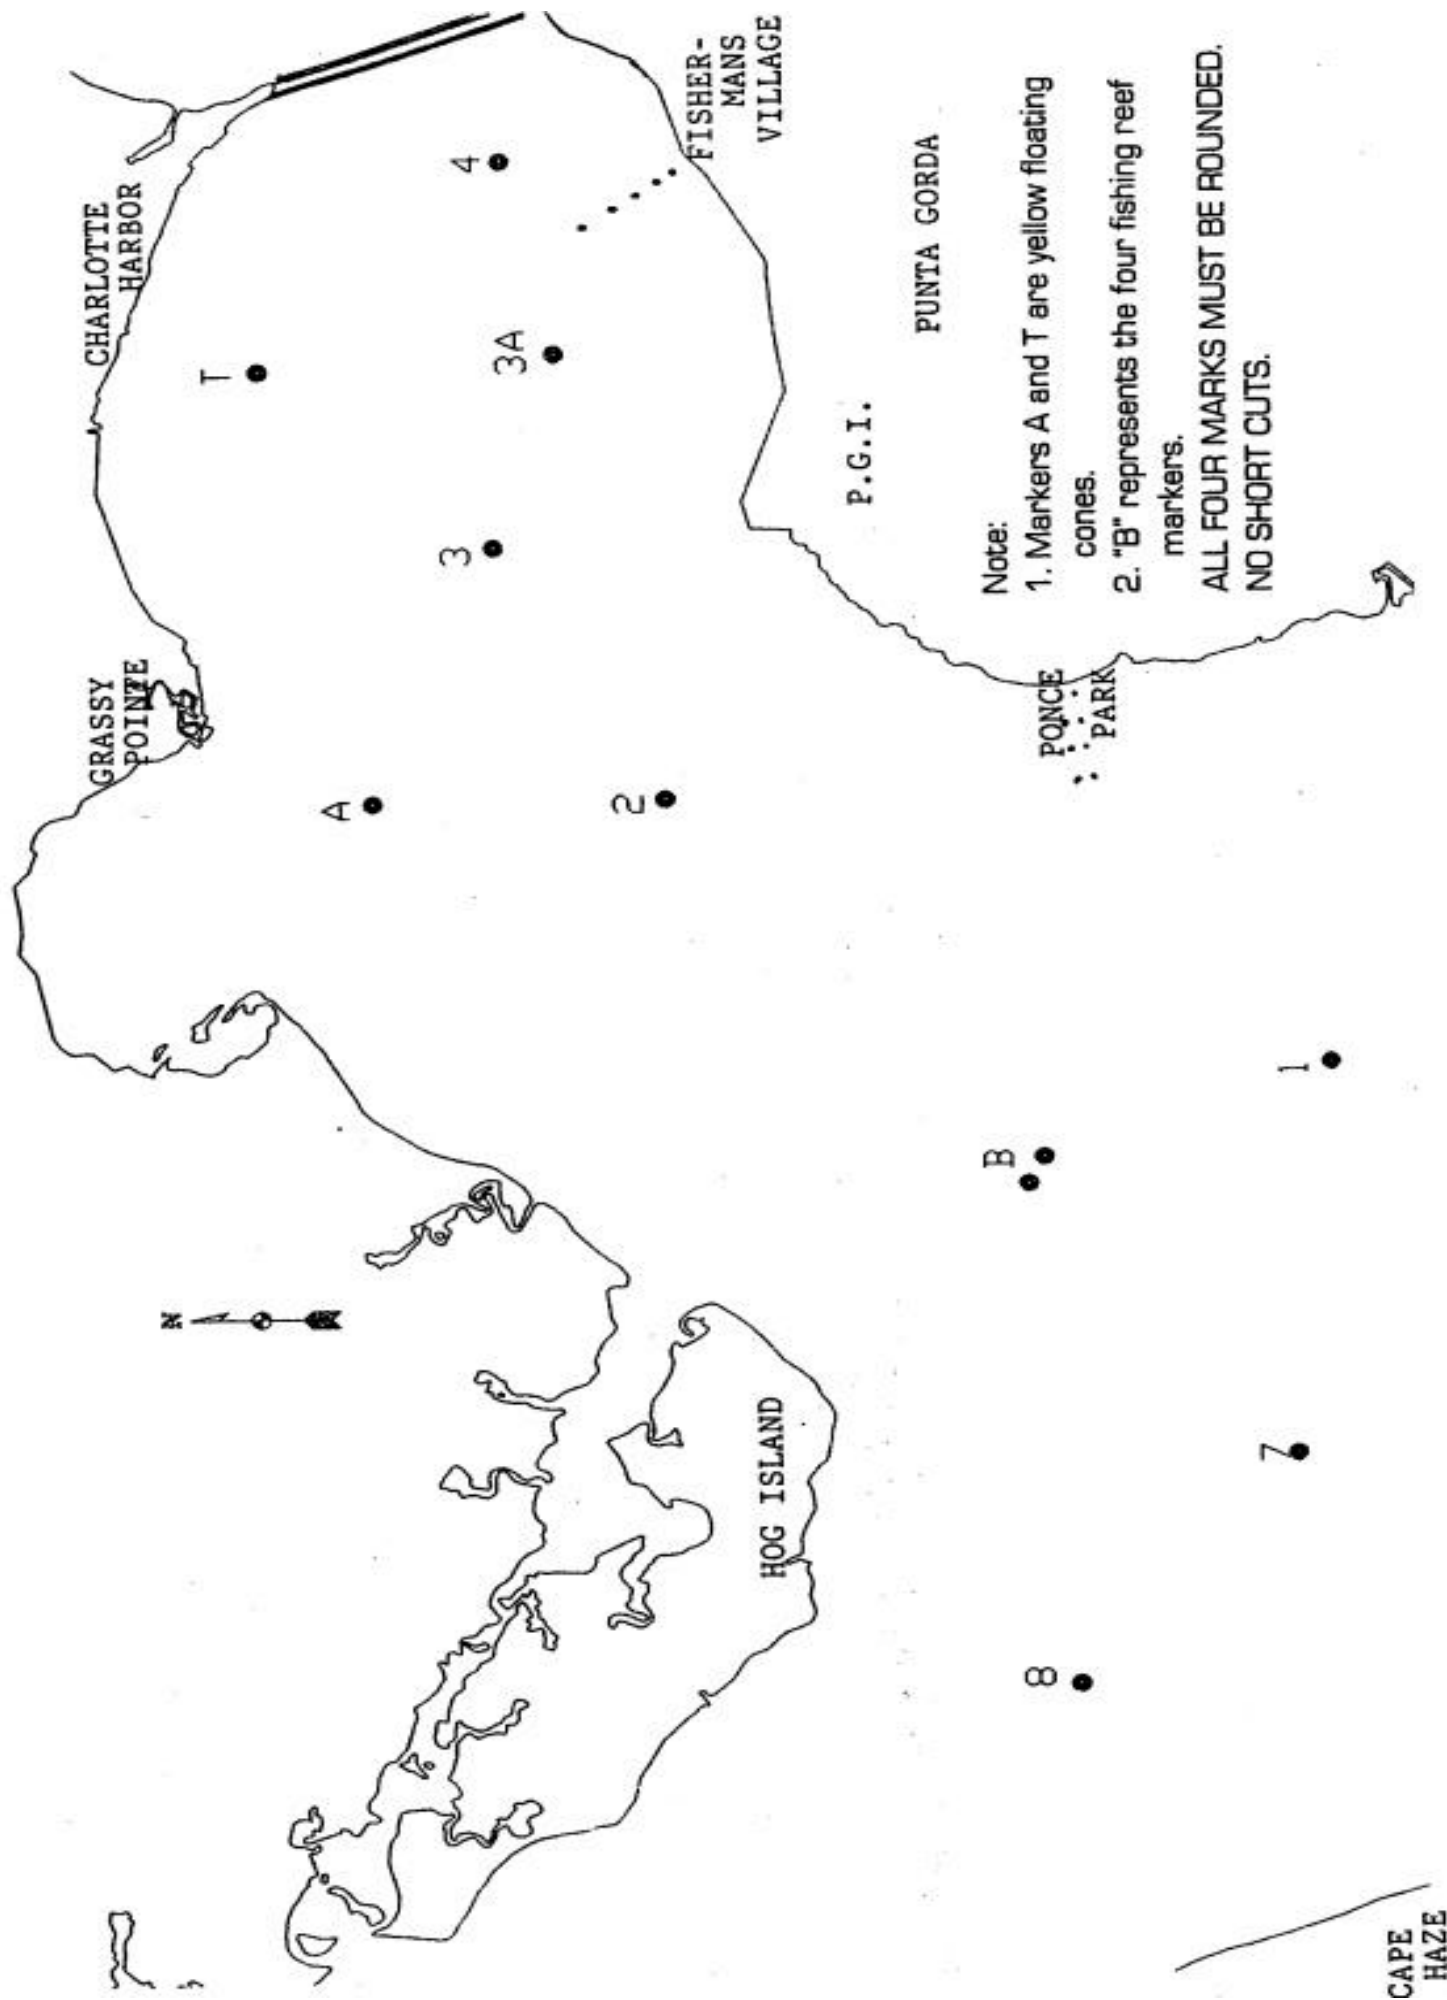 CHARLOTTE
HARBOR
GRASSY
POINTE
T
4
FISHER-
MANS
VILLAGE
3A
3
A
2
PUNTA GORDA
P.G.I.
N
PONCE
PARK
B
1
HOG ISLAND
7
8
CAPE
HAZE
Note:
1. Markers A and T are yellow floating
cones.
2. "B" represents the four fishing reef
markers.
ALL FOUR MARKS MUST BE ROUNDED.
NO SHORT CUTS.